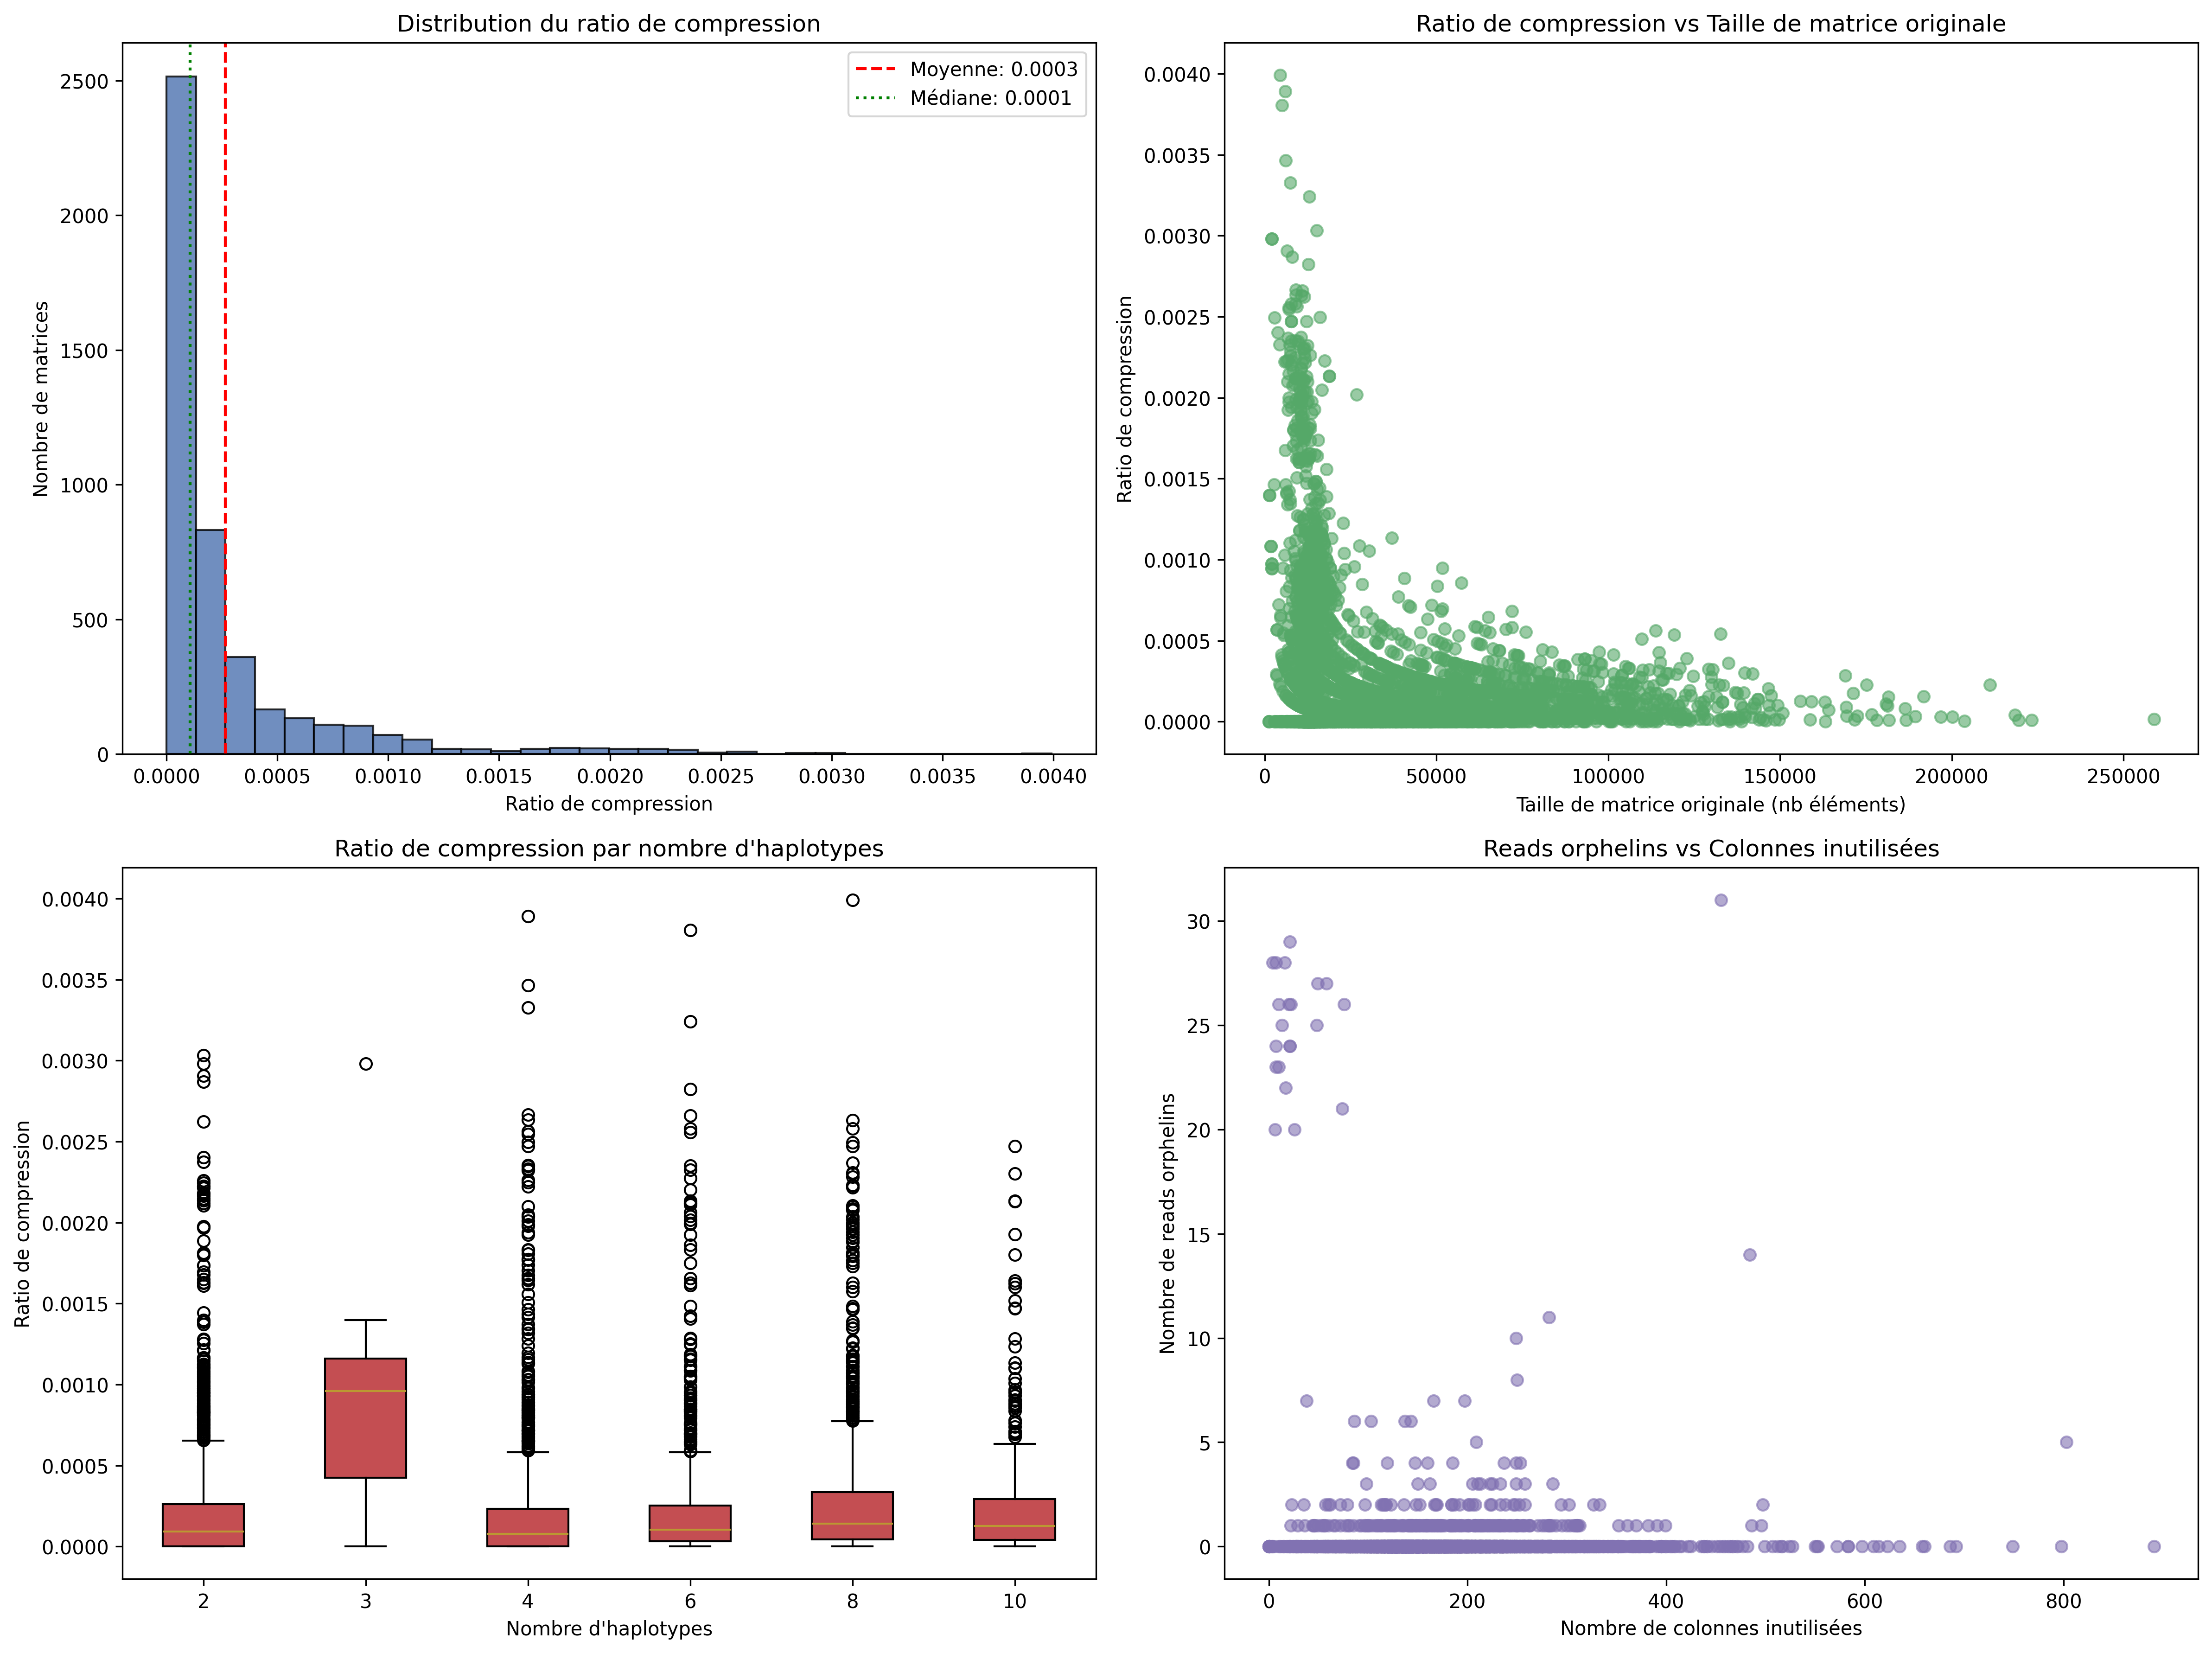 Distribution du ratio de compression
2500
2000
1500
1000
500
0
Nombre de matrices
Moyenne: 0.0003
Médiane: 0.0001
0.0000 0.0005 0.0010 0.0015 0.0020 0.0025 0.0030 0.0035 0.0040
Ratio de compression
Ratio de compression vs Taille de matrice originale
0.0040
0.0035
0.0030
0.0025
0.0020
0.0015
0.0010
0.0005
0.0000
Ratio de compression
0 50000 100000 150000 200000 250000
Taille de matrice originale (nb éléments)
Ratio de compression par nombre d'haplotypes
0.0040
0.0035
0.0030
0.0025
0.0020
0.0015
0.0010
0.0005
0.0000
Ratio de compression
2 3 4 6 8 10
Nombre d'haplotypes
Reads orphelins vs Colonnes inutilisées
30
25
20
15
10
5
0
Nombre de reads orphelins
0 200 400 600 800
Nombre de colonnes inutilisées